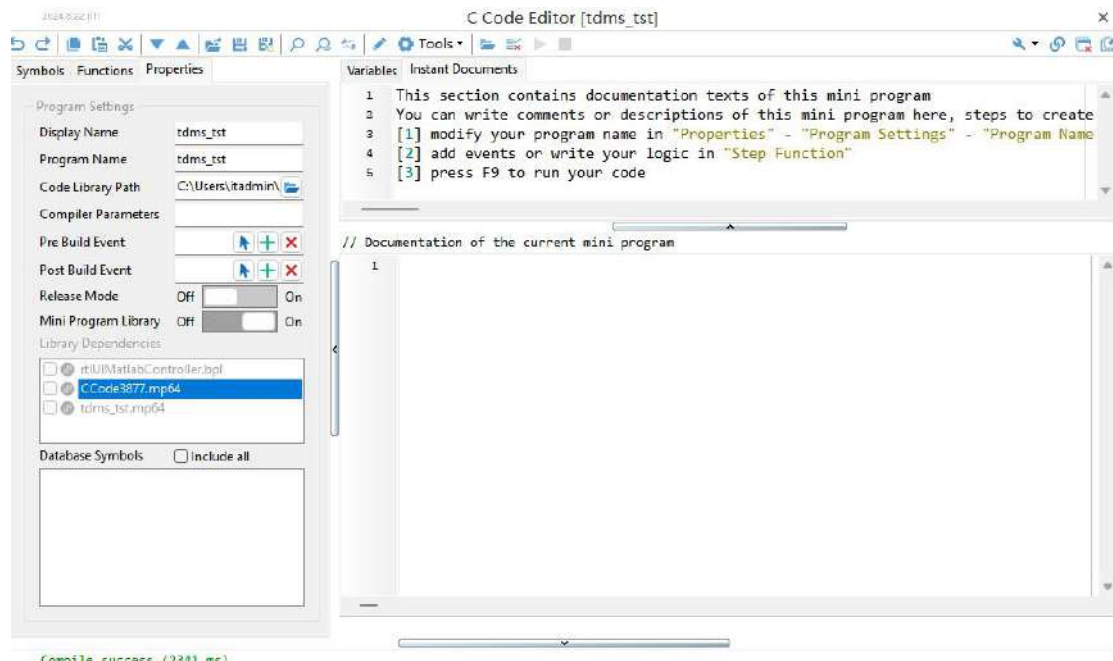 C Code Editor [tdms_tst]
Tools
Symbols Functions Properties
Variables Instant Documents
Program Settings
Display Name tdms_tst
Program Name tdms_tst
Code Library Path C:\Users\itadmin\
Compiler Parameters
Pre Build Event
Post Build Event
Release Mode Off On
Mini Program Library Off On
Library Dependencies
rtlUIMatlabController.bpl
CCode3877.mp64
tdms_tst.mp64
Database Symbols Include all
1 This section contains documentation texts of this mini program
2 You can write comments or descriptions of this mini program here, steps to create
3 [1] modify your program name in "Properties" - "Program Settings" - "Program Name
4 [2] add events or write your logic in "Step Function"
5 [3] press F9 to run your code
// Documentation of the current mini program
1
Compile success (2341 ms)